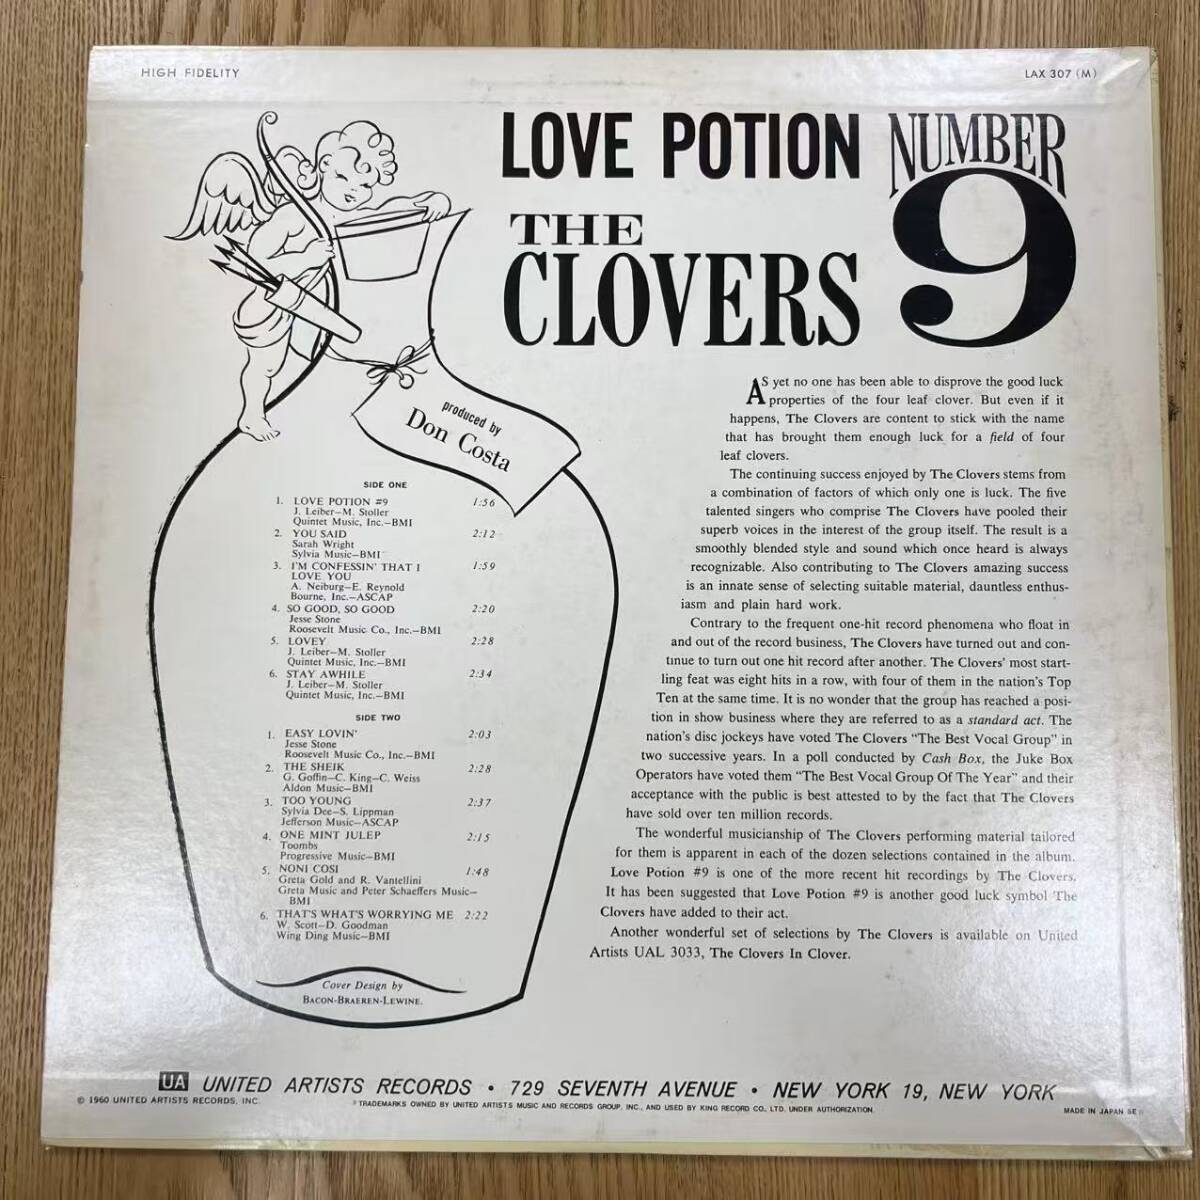 HIGH FIDELITY
LAX 307 (M)
LOVE POTION NUMBER 9
THE
CLOVERS
produced by
Don Costa
SIDE ONE
1. LOVE POTION #9 1:56
J. Leiber–M. Stoller
Quintet Music, Inc.–BMI
2. YOU SAID 2:12
Sarah Wright
Sylvia Music–BMI
3. I'M CONFESSIN' THAT I 1:59
LOVE YOU
A. Neiburg–E. Reynold
Bourne, Inc.–ASCAP
4. SO GOOD, SO GOOD 2:20
Jesse Stone
Roosevelt Music Co., Inc.–BMI
5. LOVEY 2:28
J. Leiber–M. Stoller
Quintet Music, Inc.–BMI
6. STAY AWHILE 2:34
J. Leiber–M. Stoller
Quintet Music, Inc.–BMI
SIDE TWO
1. EASY LOVIN' 2:03
Jesse Stone
Roosevelt Music Co., Inc.–BMI
2. THE SHEIK 2:28
G. Goffin–C. King–C. Weiss
Aldon Music–BMI
3. TOO YOUNG 2:37
Sylvia Dee–S. Lippman
Jefferson Music–ASCAP
4. ONE MINT JULEP 2:15
Toombs
Progressive Music–BMI
5. NONI COSI 1:48
Greta Gold and R. Vantellini
Greta Music and Peter Schaeffers Music–
BMI
6. THAT'S WHAT'S WORRYING ME 2:22
W. Scott–D. Goodman
Wing Ding Music–BMI
Cover Design by
BACON-BRAEREN-LEWINE.
AS yet no one has been able to disprove the good luck
properties of the four leaf clover. But even if it
happens, The Clovers are content to stick with the name
that has brought them enough luck for a field of four
leaf clovers.
The continuing success enjoyed by The Clovers stems from
a combination of factors of which only one is luck. The five
talented singers who comprise The Clovers have pooled their
superb voices in the interest of the group itself. The result is a
smoothly blended style and sound which once heard is always
recognizable. Also contributing to The Clovers amazing success
is an innate sense of selecting suitable material, dauntless enthus-
iasm and plain hard work.
Contrary to the frequent one-hit record phenomena who float in
and out of the record business, The Clovers have turned out and con-
tinue to turn out one hit record after another. The Clovers' most start-
ling feat was eight hits in a row, with four of them in the nation's Top
Ten at the same time. It is no wonder that the group has reached a posi-
tion in show business where they are referred to as a standard act. The
nation's disc jockeys have voted The Clovers "The Best Vocal Group" in
two successive years. In a poll conducted by Cash Box, the Juke Box
Operators have voted them "The Best Vocal Group Of The Year" and their
acceptance with the public is best attested to by the fact that The Clovers
have sold over ten million records.
The wonderful musicianship of The Clovers performing material tailored
for them is apparent in each of the dozen selections contained in the album.
Love Potion #9 is one of the more recent hit recordings by The Clovers.
It has been suggested that Love Potion #9 is another good luck symbol The
Clovers have added to their act.
Another wonderful set of selections by The Clovers is available on United
Artists UAL 3033, The Clovers In Clover.
UA UNITED ARTISTS RECORDS • 729 SEVENTH AVENUE • NEW YORK 19, NEW YORK
© 1960 UNITED ARTISTS RECORDS, INC.
TRADEMARKS OWNED BY UNITED ARTISTS MUSIC AND RECORDS GROUP, INC., AND USED BY KING RECORD CO., LTD. UNDER AUTHORIZATION.
MADE IN JAPAN SE